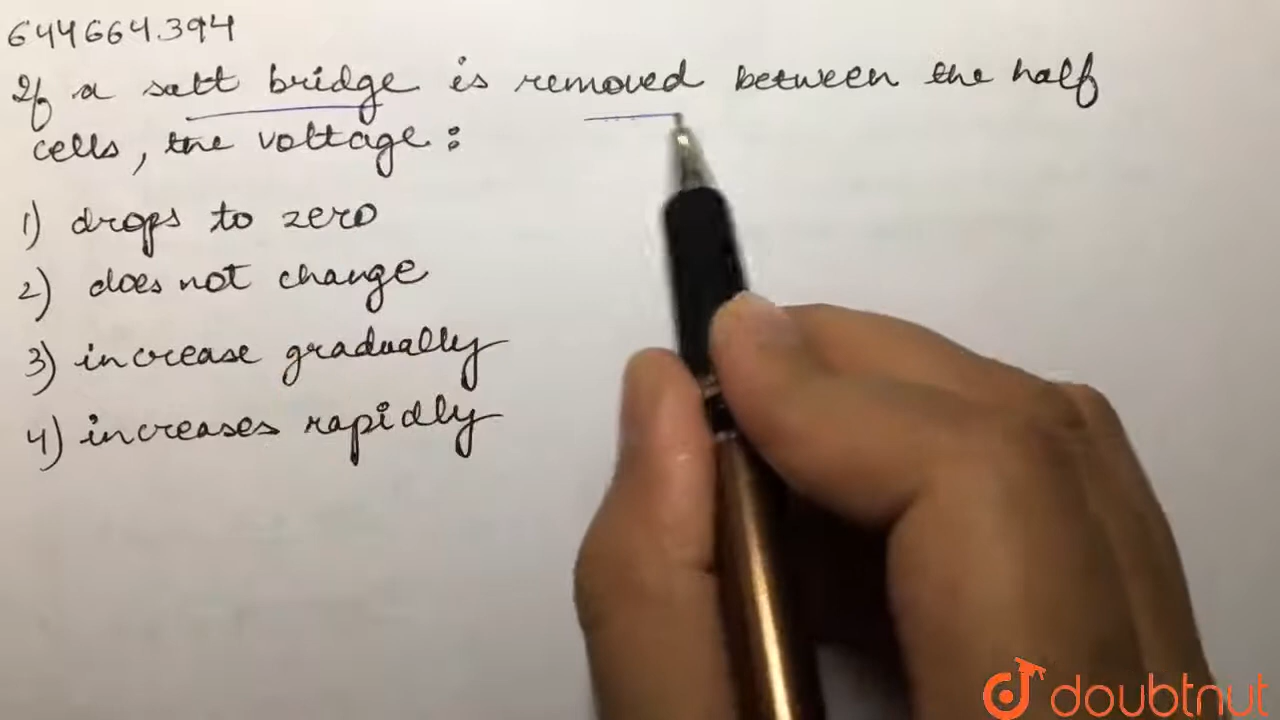 644664394
If a salt bridge is removed between the half
cells, the voltage:
1) drops to zero
2) does not change
3) increase gradually
4) increases rapidly
doubtnut